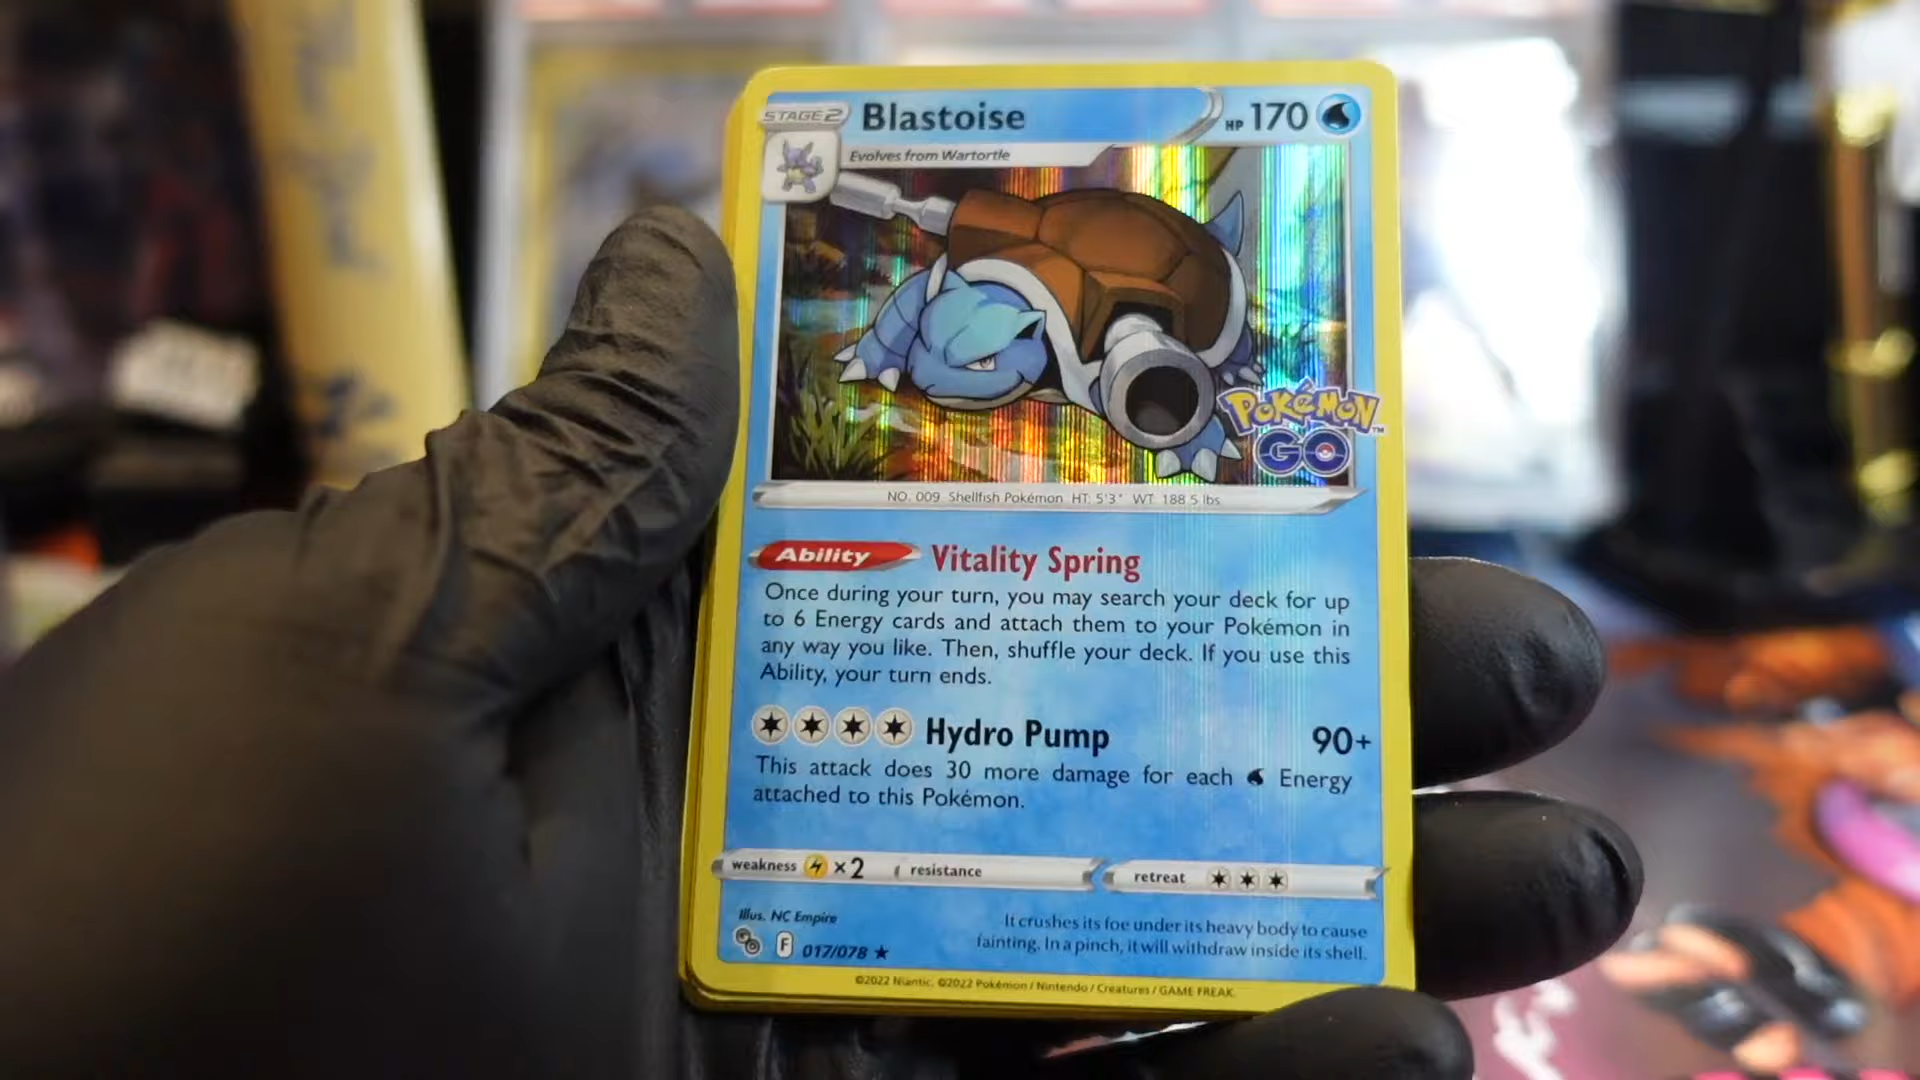 STAGE 2 Blastoise HP 170
Evolves from Wartortle
POKÉMON™
GO
NO. 009 Shellfish Pokémon HT: 5'3" WT: 188.5 lbs.
Ability Vitality Spring
Once during your turn, you may search your deck for up
to 6 Energy cards and attach them to your Pokémon in
any way you like. Then, shuffle your deck. If you use this
Ability, your turn ends.
Hydro Pump 90+
This attack does 30 more damage for each Energy
attached to this Pokémon.
weakness ×2 resistance retreat
Illus. NC Empire
F 017/078 ★
It crushes its foe under its heavy body to cause
fainting. In a pinch, it will withdraw inside its shell.
©2022 Niantic. ©2022 Pokémon / Nintendo / Creatures / GAME FREAK.